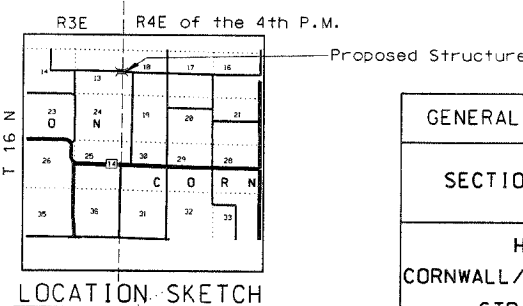 R3E R4E of the 4th P.M.
Proposed Structure
14 13 18 17 16
23 24 19 20 21
O N
T 16 N
26 25 14 30 29 28
C O R N
35 36 31 32 33
LOCATION SKETCH
GENERAL
SECTIO
H
CORNWALL/
STR